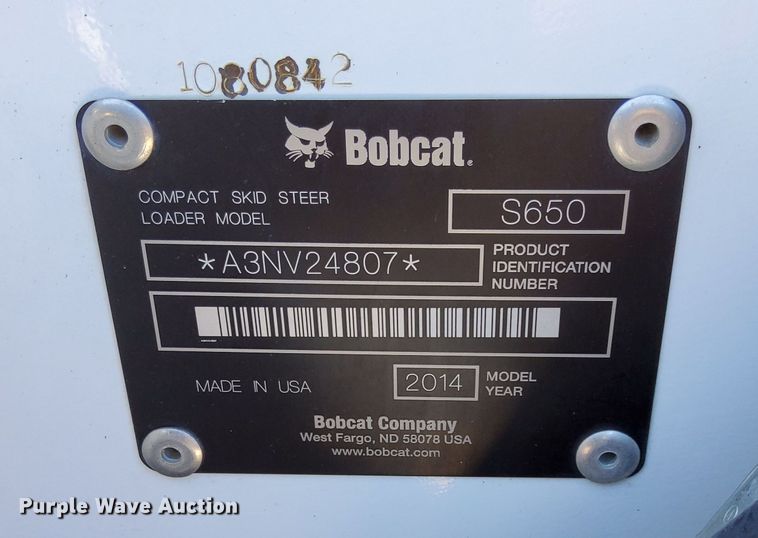 1080842
Bobcat®
COMPACT SKID STEER
LOADER MODEL
S650
*A3NV24807*
PRODUCT
IDENTIFICATION
NUMBER
MADE IN USA
2014
MODEL
YEAR
Bobcat Company
West Fargo, ND 58078 USA
www.bobcat.com
Purple Wave Auction